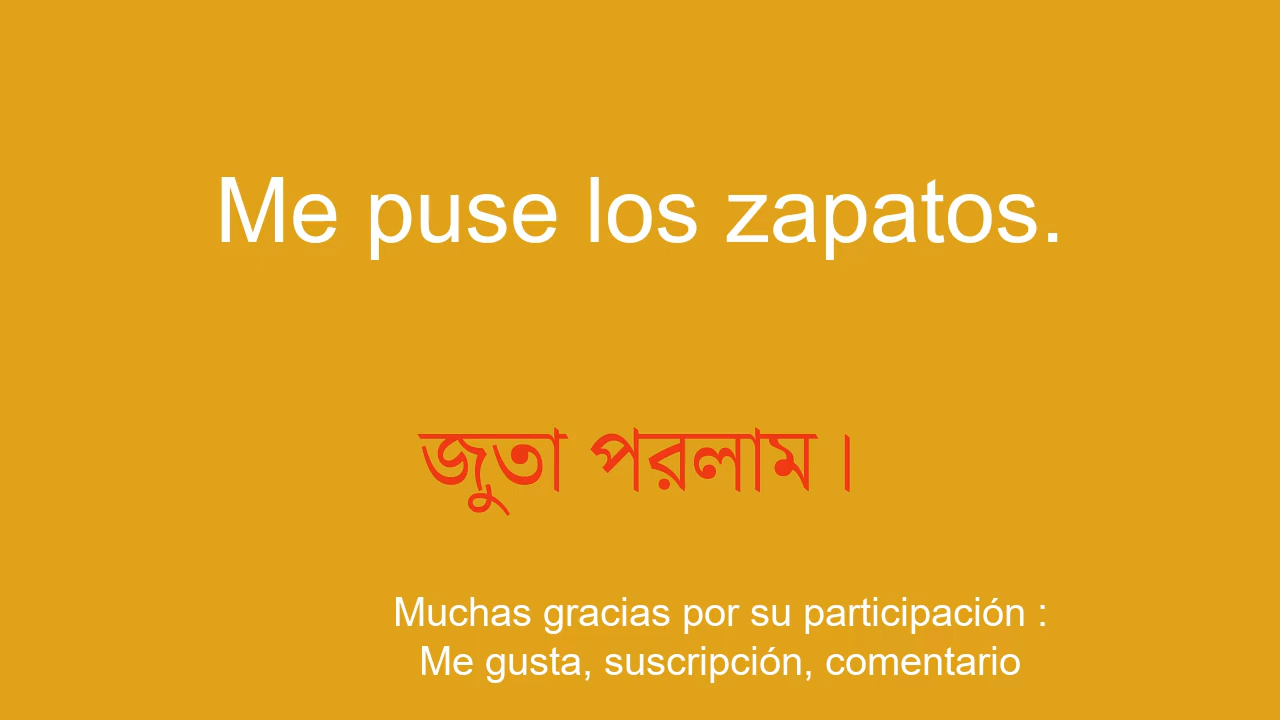 Me puse los zapatos.
জুতা পরলাম।
Muchas gracias por su participación :
Me gusta, suscripción, comentario